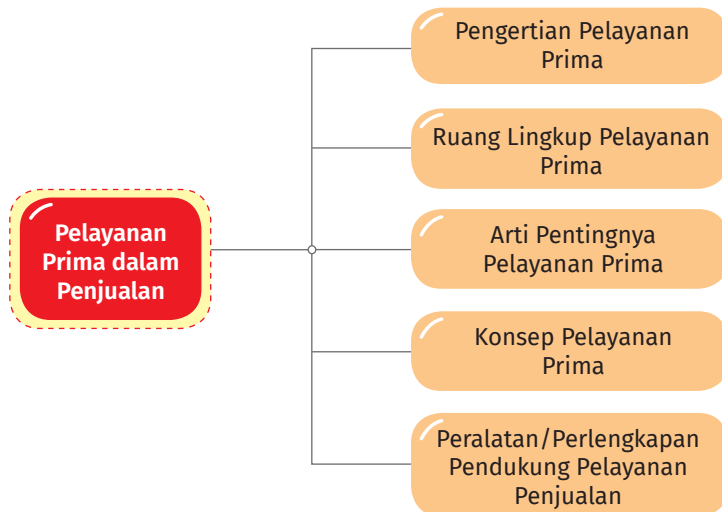 Pelayanan
Prima dalam
Penjualan
Pengertian Pelayanan
Prima
Ruang Lingkup Pelayanan
Prima
Arti Pentingnya
Pelayanan Prima
Konsep Pelayanan
Prima
Peralatan/Perlengkapan
Pendukung Pelayanan
Penjualan